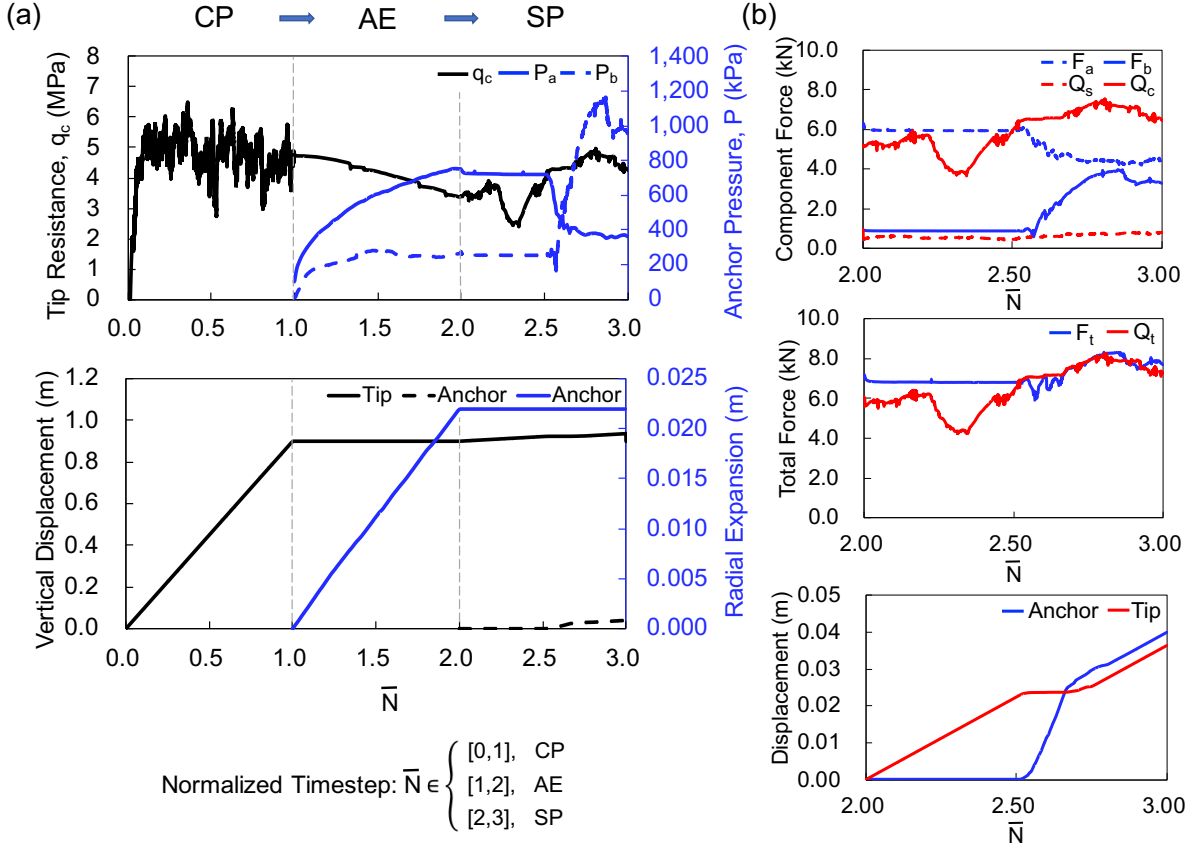 (a)
CP AE SP
q_c P_a P_b
Tip Resistance, q_c (MPa)
8
7
6
5
4
3
2
1
0
Anchor Pressure, P (kPa)
1,400
1,200
1,000
800
600
400
200
0
0.0 0.5 1.0 1.5 2.0 2.5 3.0
Tip Anchor Anchor
Vertical Displacement (m)
1.2
1.0
0.8
0.6
0.4
0.2
0.0
Radial Expansion (m)
0.025
0.020
0.015
0.010
0.005
0.000
0.0 0.5 1.0 1.5 2.0 2.5 3.0
N̅
Normalized Timestep: N̅ ∈ {
[0,1], CP
[1,2], AE
[2,3], SP
(b)
F_a F_b
Q_s Q_c
Component Force (kN)
10.0
8.0
6.0
4.0
2.0
0.0
2.00 2.50 3.00
N̅
F_t Q_t
Total Force (kN)
10.0
8.0
6.0
4.0
2.0
0.0
2.00 2.50 3.00
N̅
Anchor Tip
Displacement (m)
0.05
0.04
0.03
0.02
0.01
0.00
2.00 2.50 3.00
N̅